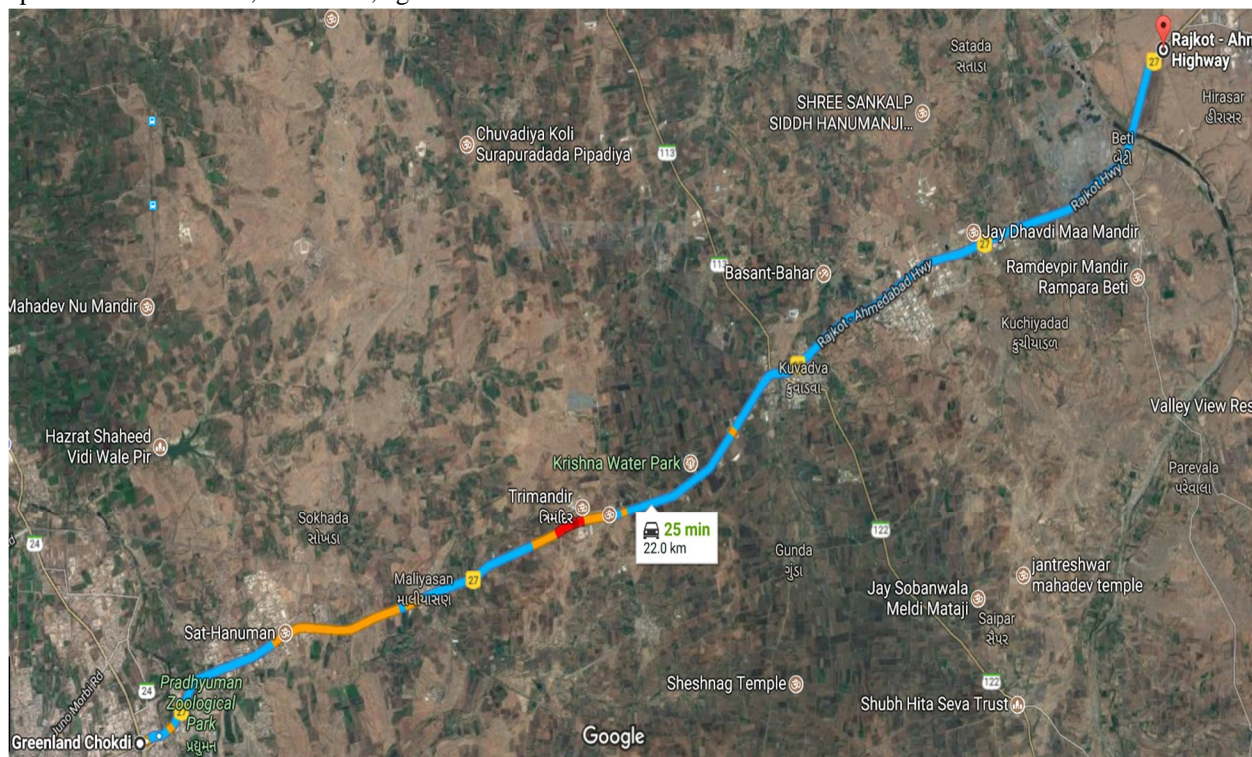 Rajkot - Ahm
Highway
27
Satada
સતાડા
Hirasar
હીરાસર
SHREE SANKALP
SIDDH HANUMANJI...
Chuvadiya Koli
Surapuradada Pipadiya
113
Beti
બેટી
Rajkot Hwy
Jay Dhavdi Maa Mandir
27
Ramdevpir Mandir
Rampara Beti
Basant-Bahar
Mahadev Nu Mandir
Rajkot - Ahmedabad Hwy
Kuchiyadad
કુચીયાડળ
Kuvadva
કુવાડવા
Valley View Res
Hazrat Shaheed
Vidi Wale Pir
Krishna Water Park
Parevala
પરેવાલા
Trimandir
ત્રિમંદિર
Sokhada
સોખડા
25 min
22.0 km
24
122
Gunda
ગુંડા
Maliyasan
માલીયાસણ
27
jantreshwar
mahadev temple
Jay Sobanwala
Meldi Mataji
Saipar
સૈપર
Sat-Hanuman
Juno Morbi Rd
24
Pradhyuman
Zoological
Park
પ્રદ્યુમન
27
Sheshnag Temple
122
Shubh Hita Seva Trust
Greenland Chokdi
Google